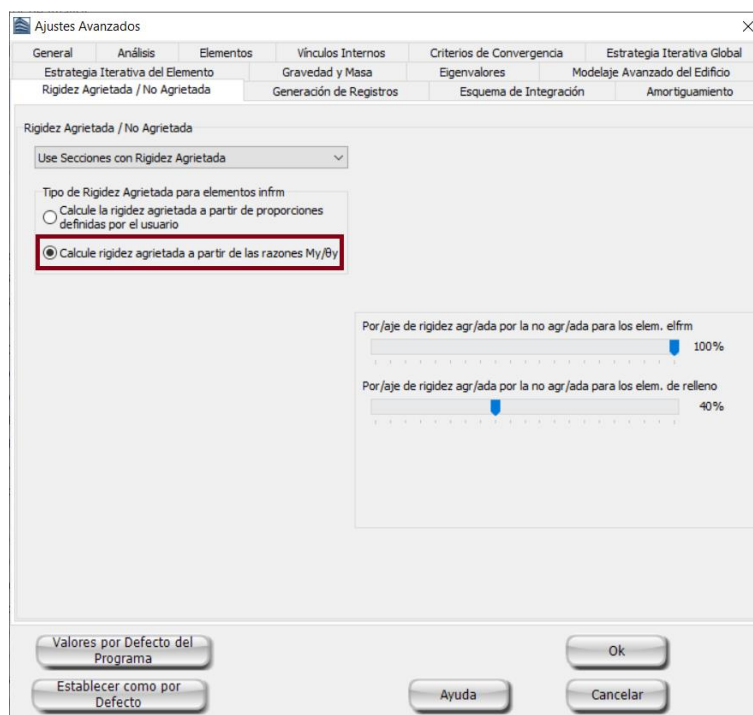 Ajustes Avanzados
General Análisis Elementos Vínculos Internos Criterios de Convergencia Estrategia Iterativa Global
Estrategia Iterativa del Elemento Gravedad y Masa Eigenvalores Modelaje Avanzado del Edificio
Rigidez Agrietada / No Agrietada Generación de Registros Esquema de Integración Amortiguamiento
Rigidez Agrietada / No Agrietada
Use Secciones con Rigidez Agrietada
Tipo de Rigidez Agrietada para elementos infrm
Calcule la rigidez agrietada a partir de proporciones
definidas por el usuario
Calcule rigidez agrietada a partir de las razones My/θy
Por/aje de rigidez agr/ada por la no agr/ada para los elem. elfrm
100%
Por/aje de rigidez agr/ada por la no agr/ada para los elem. de relleno
40%
Valores por Defecto del
Programa
Ok
Establecer como por
Defecto
Ayuda
Cancelar